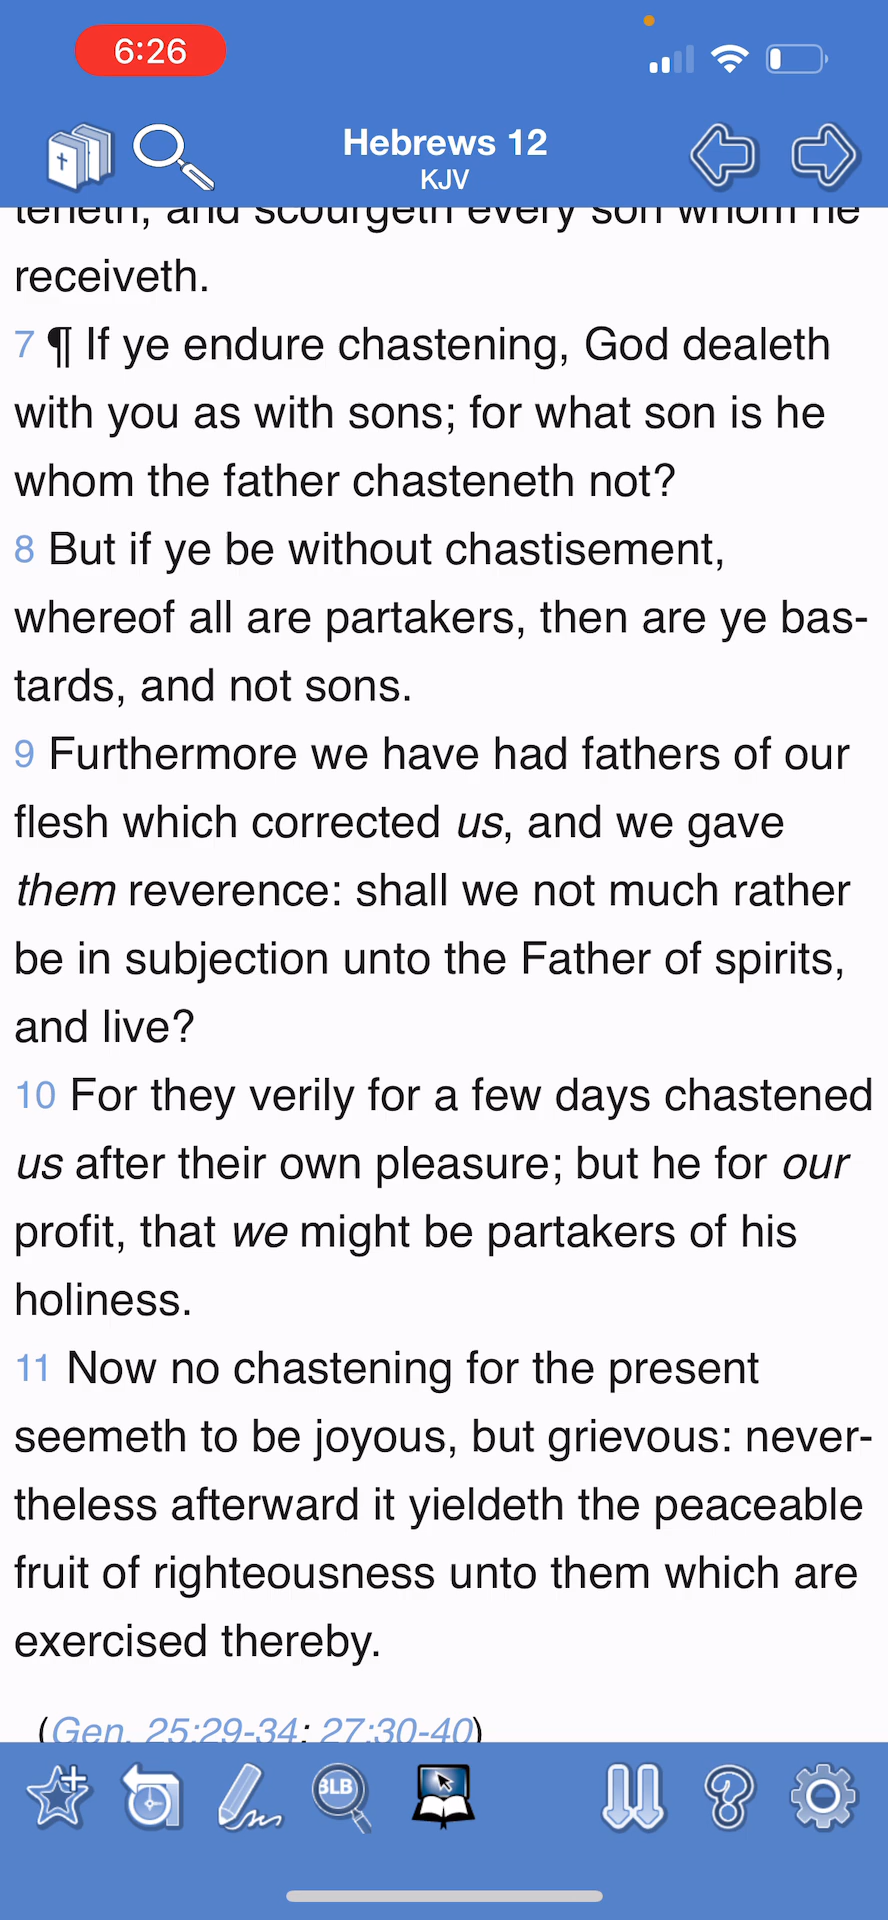 6:26
Hebrews 12
KJV
teneth, and scourgeth every son whom he
receiveth.
7 ¶ If ye endure chastening, God dealeth
with you as with sons; for what son is he
whom the father chasteneth not?
8 But if ye be without chastisement,
whereof all are partakers, then are ye bas-
tards, and not sons.
9 Furthermore we have had fathers of our
flesh which corrected us, and we gave
them reverence: shall we not much rather
be in subjection unto the Father of spirits,
and live?
10 For they verily for a few days chastened
us after their own pleasure; but he for our
profit, that we might be partakers of his
holiness.
11 Now no chastening for the present
seemeth to be joyous, but grievous: never-
theless afterward it yieldeth the peaceable
fruit of righteousness unto them which are
exercised thereby.
(Gen. 25:29-34; 27:30-40)
BLB